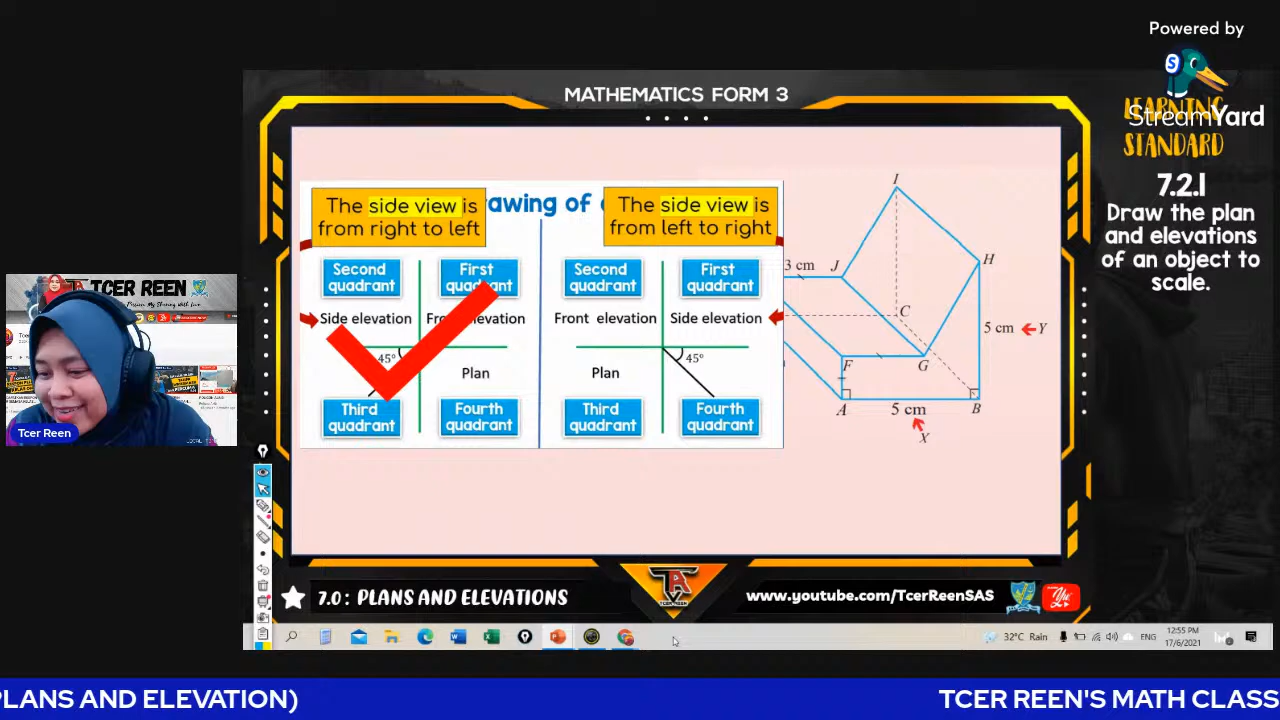 Powered by
StreamYard
LEARNING
STANDARD
7.2.1
Draw the plan
and elevations
of an object to
scale.
MATHEMATICS FORM 3
awing of
The side view is
from right to left
The side view is
from left to right
Second
quadrant
First
quadrant
Second
quadrant
First
quadrant
Side elevation
Front elevation
Front elevation
Side elevation
45°
Plan
Plan
45°
Third
quadrant
Fourth
quadrant
Third
quadrant
Fourth
quadrant
I
3 cm
J
H
C
5 cm
Y
F
G
A
5 cm
B
X
TCER REEN
Tcer Reen
7.0: PLANS AND ELEVATIONS
TCER REEN
www.youtube.com/TcerReenSAS
32°C Rain
ENG
12:55 PM
17/6/2021
PLANS AND ELEVATION)
TCER REEN'S MATH CLASS